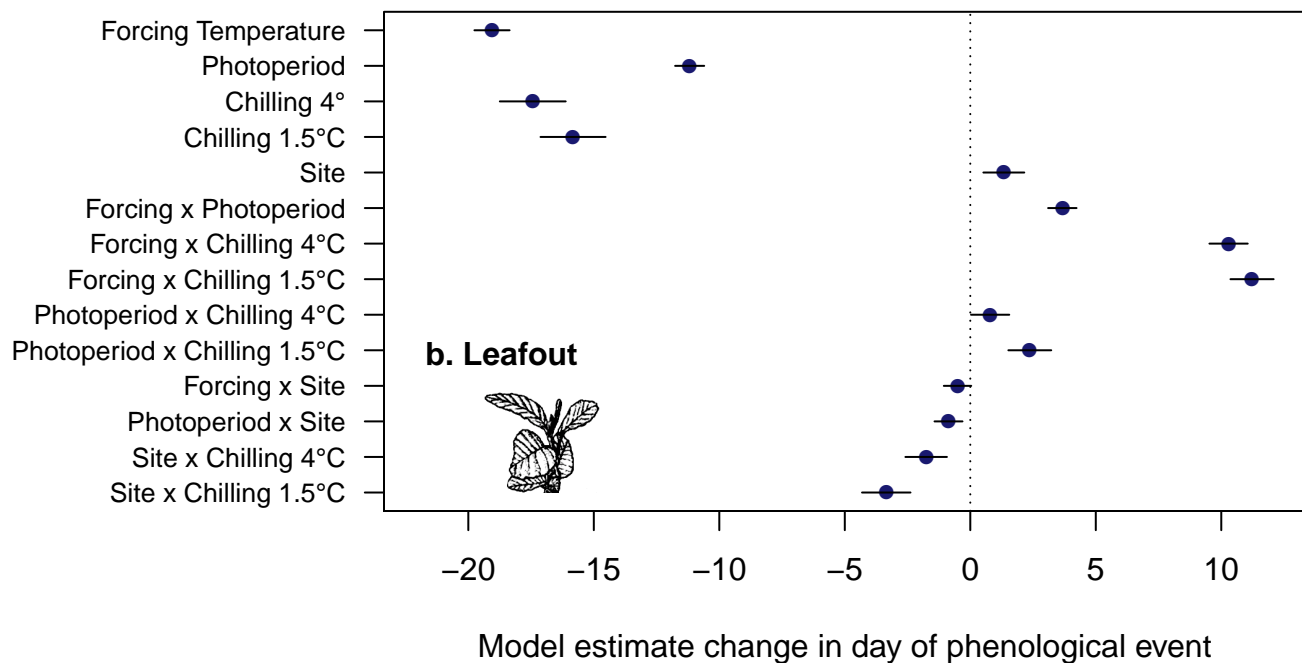 Forcing Temperature
Photoperiod
Chilling 4°
Chilling 1.5°C
Site
Forcing x Photoperiod
Forcing x Chilling 4°C
Forcing x Chilling 1.5°C
Photoperiod x Chilling 4°C
Photoperiod x Chilling 1.5°C
b. Leafout
Forcing x Site
Photoperiod x Site
Site x Chilling 4°C
Site x Chilling 1.5°C
−20 −15 −10 −5 0 5 10
Model estimate change in day of phenological event